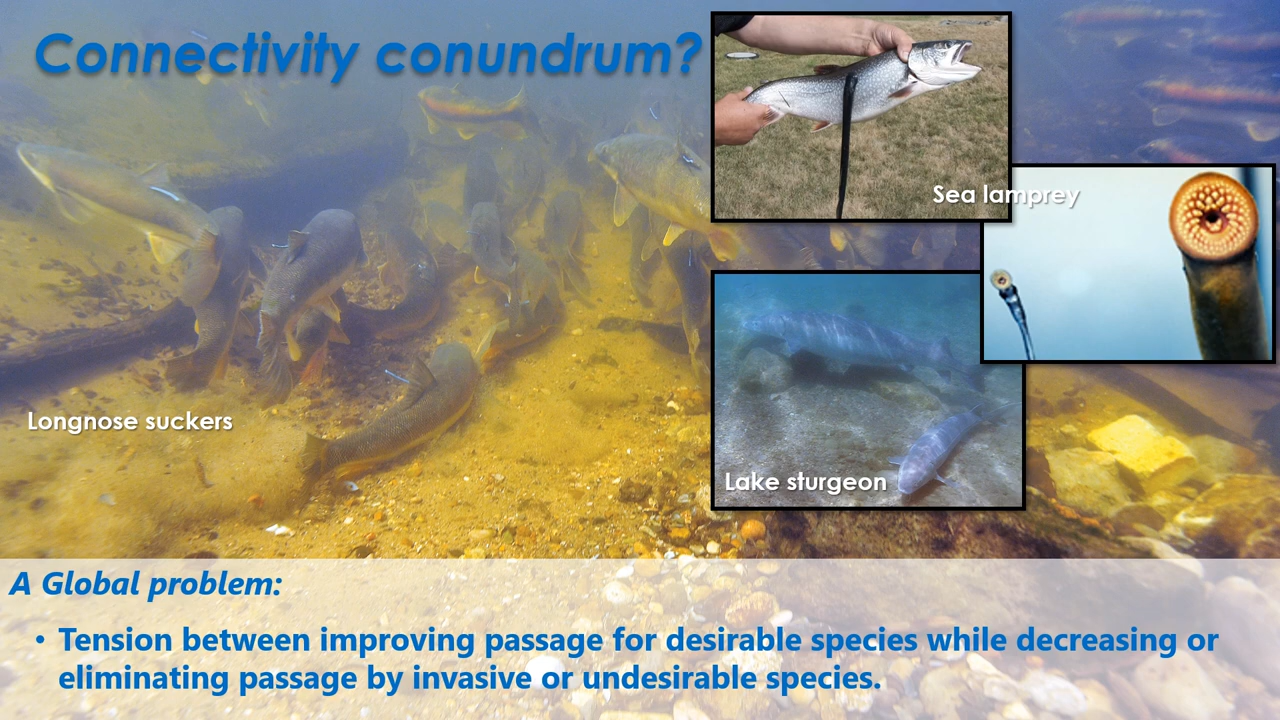 Connectivity conundrum?
Sea lamprey
Longnose suckers
Lake sturgeon
A Global problem:
• Tension between improving passage for desirable species while decreasing or
eliminating passage by invasive or undesirable species.